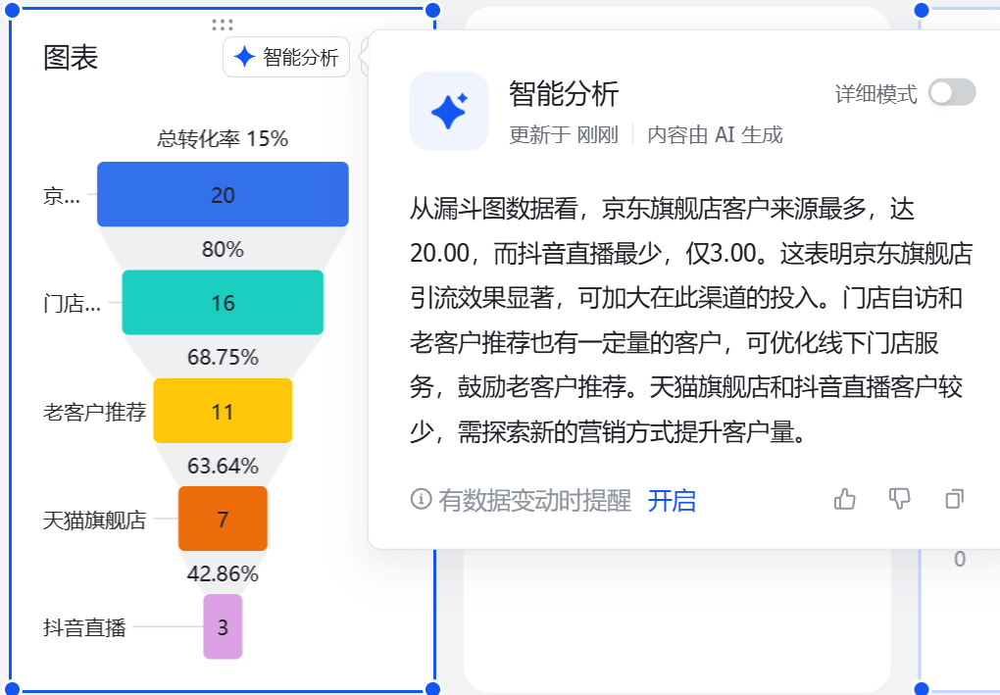 图表
智能分析
总转化率 15%
京...
20
80%
门店...
16
68.75%
老客户推荐
11
63.64%
天猫旗舰店
7
42.86%
抖音直播
3
智能分析
更新于 刚刚
内容由 AI 生成
详细模式
从漏斗图数据看，京东旗舰店客户来源最多，达
20.00，而抖音直播最少，仅3.00。这表明京东旗舰店
引流效果显著，可加大在此渠道的投入。门店自访和
老客户推荐也有一定量的客户，可优化线下门店服
务，鼓励老客户推荐。天猫旗舰店和抖音直播客户较
少，需探索新的营销方式提升客户量。
有数据变动时提醒 开启
0